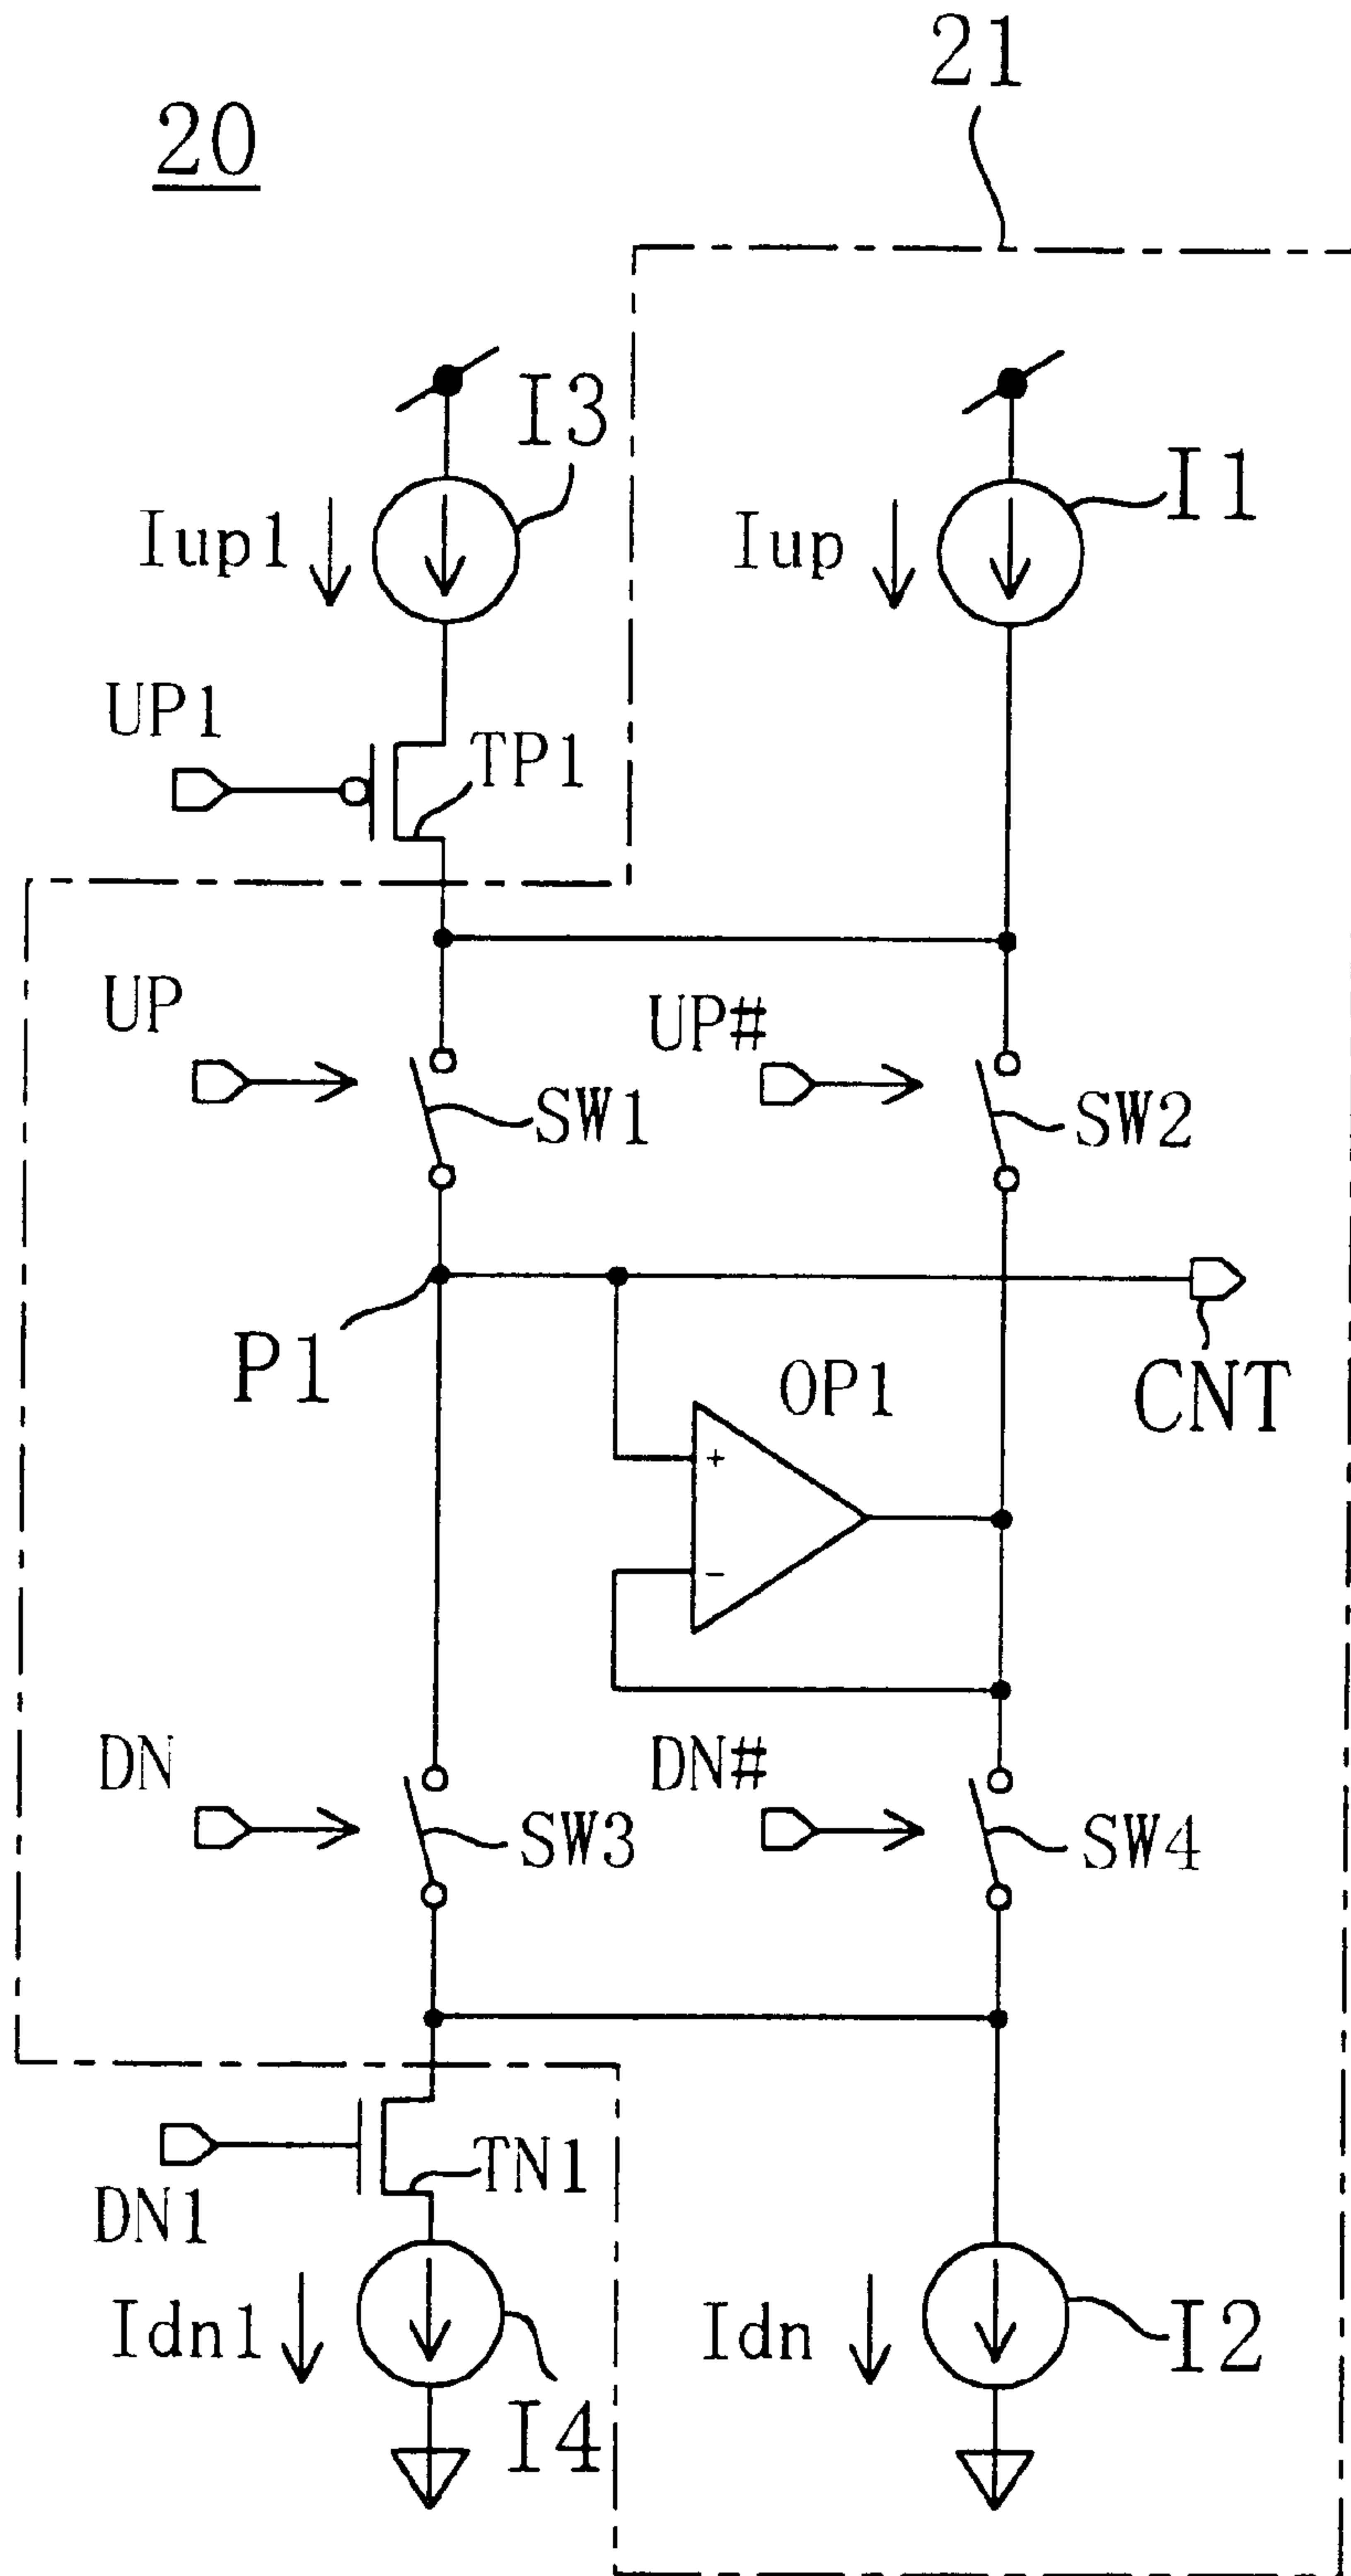 21
20
I3
I1
Iup1
Iup
UP1
TP1
UP
UP#
SW1
SW2
P1
OP1
CNT
+
-
DN
DN#
SW3
SW4
TN1
DN1
Idn1
Idn
I2
I4